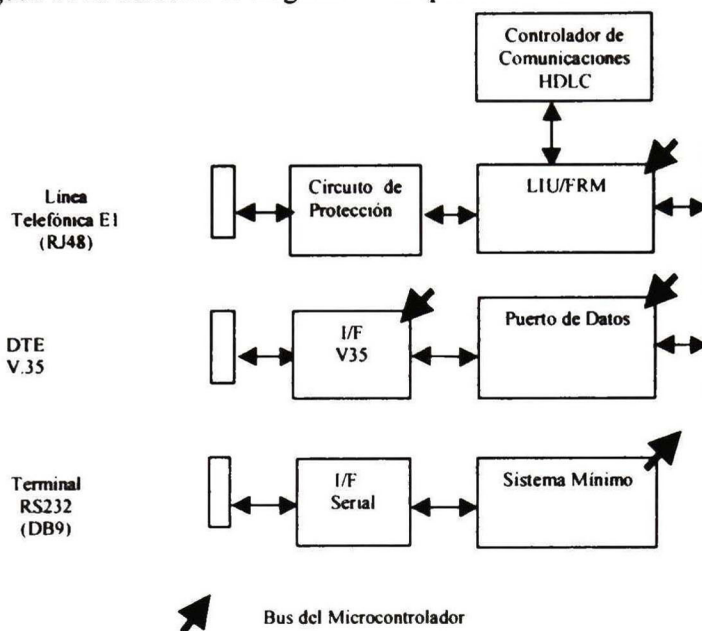 Controlador de
Comunicaciones
HDLC
Línea
Telefónica E1
(RJ48)
Circuito de
Protección
LIU/FRM
DTE
V.35
I/F
V35
Puerto de Datos
Terminal
RS232
(DB9)
I/F
Serial
Sistema Mínimo
Bus del Microcontrolador